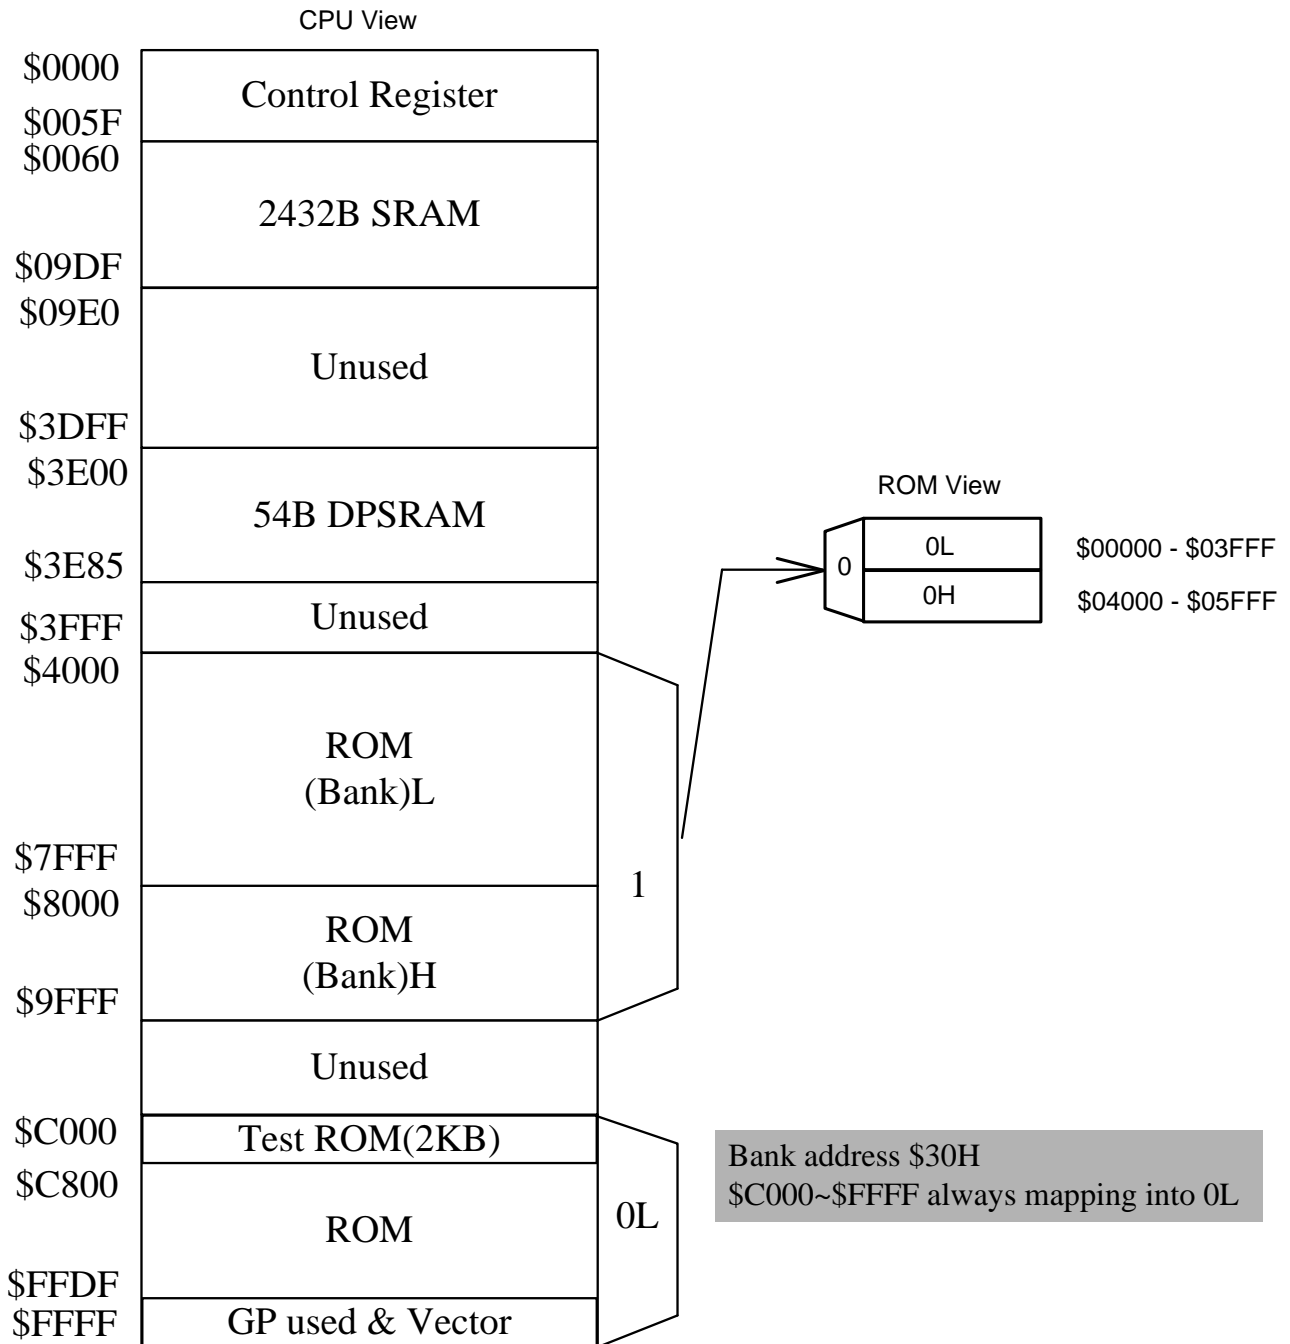 CPU View
$0000
Control Register
$005F
$0060
2432B SRAM
$09DF
$09E0
Unused
$3DFF
$3E00
54B DPSRAM
$3E85
Unused
$3FFF
$4000
ROM
(Bank)L
$7FFF
$8000
1
ROM
(Bank)H
$9FFF
Unused
$C000
Test ROM(2KB)
$C800
ROM
0L
$FFDF
$FFFF
GP used & Vector
ROM View
0
0L
$00000 - $03FFF
0H
$04000 - $05FFF
Bank address $30H
$C000~$FFFF always mapping into 0L